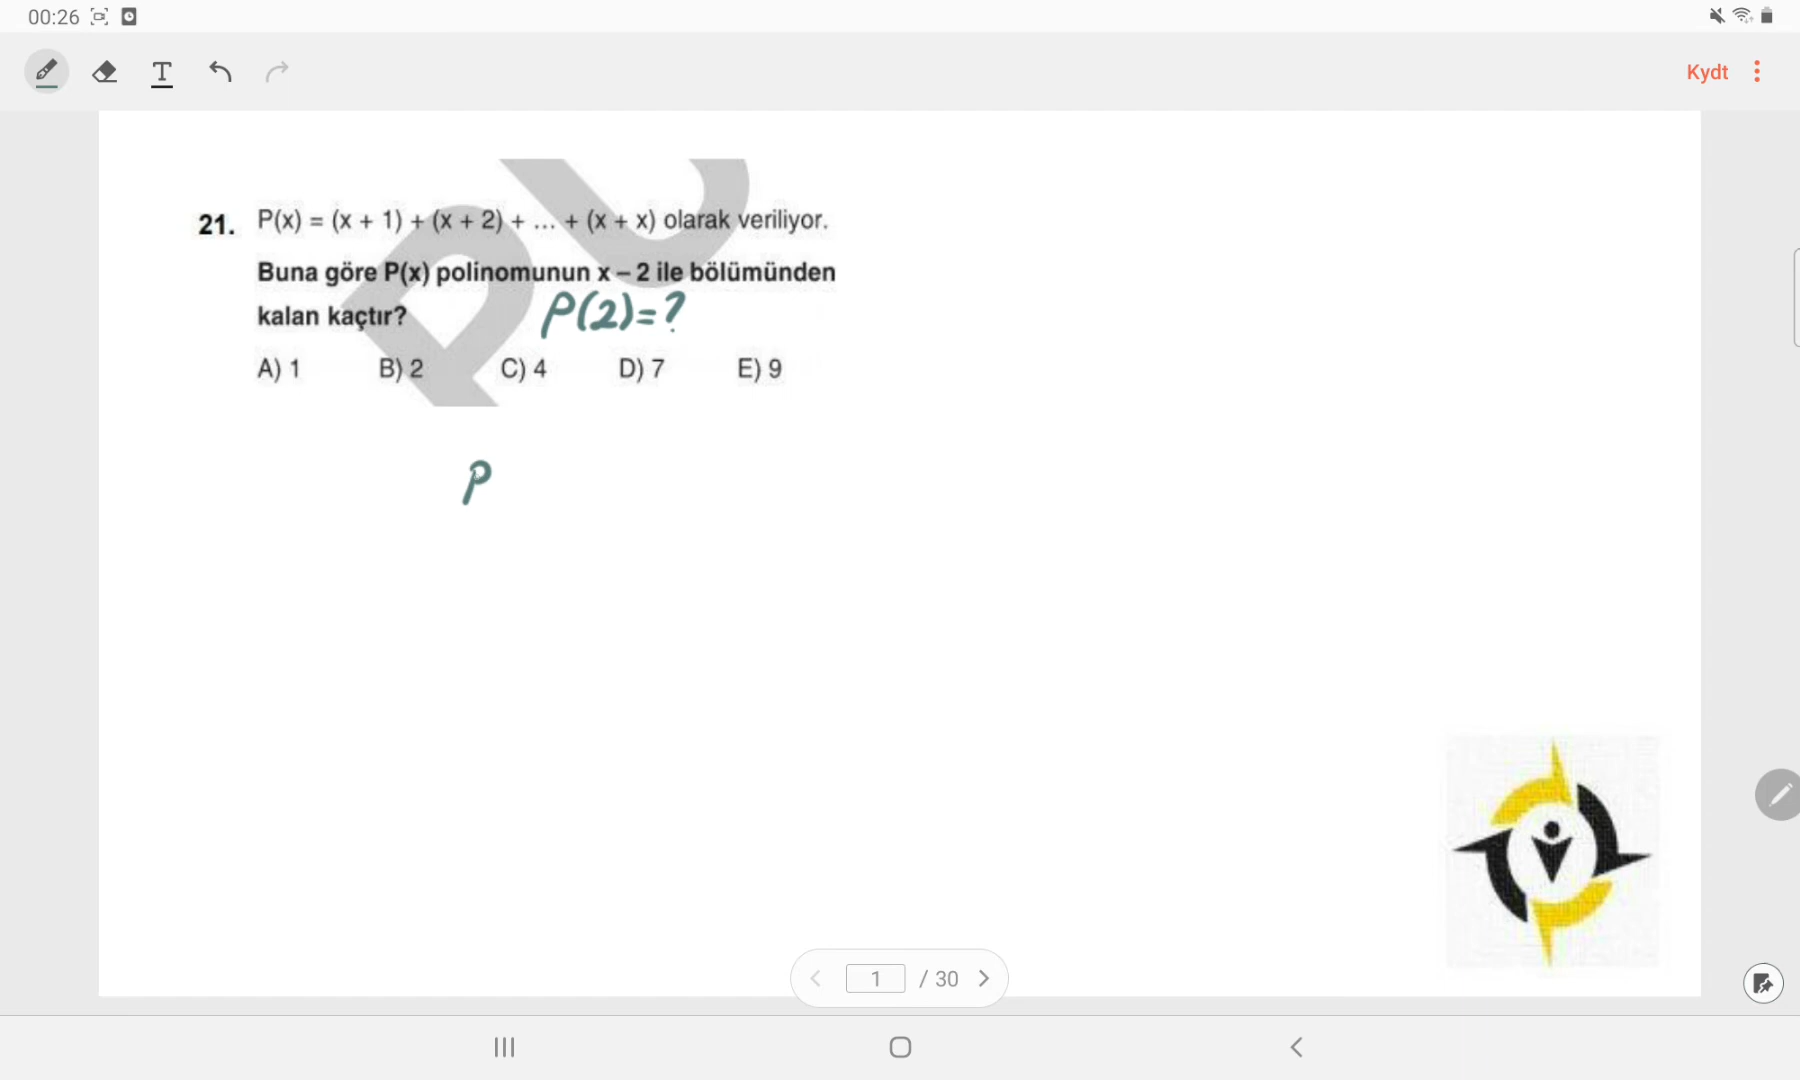 00:26
Kydt
21. P(x) = (x + 1) + (x + 2) + ... + (x + x) olarak veriliyor.
Buna göre P(x) polinomunun x – 2 ile bölümünden
kalan kaçtır?
P(2)=?
A) 1 B) 2 C) 4 D) 7 E) 9
P
1 / 30